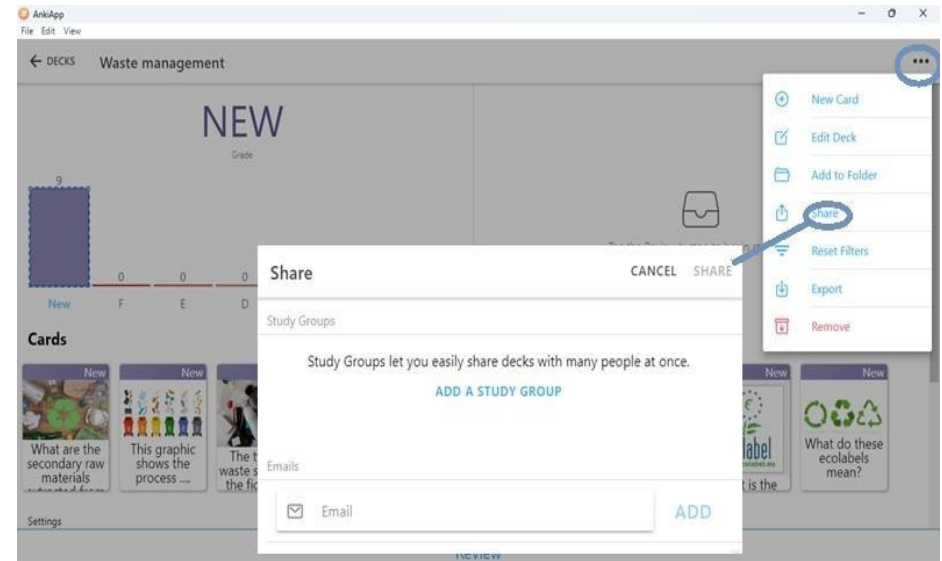 AnkiApp
File Edit View
← DECKS Waste management
•••
NEW
Grade
9
0 0 0
New F E D
New Card
Edit Deck
Add to Folder
Share
Reset Filters
Export
Remove
Share CANCEL SHARE
Study Groups
Study Groups let you easily share decks with many people at once.
ADD A STUDY GROUP
Emails
Email ADD
Cards
New
What are the
secondary raw
materials
New
This graphic
shows the
process ....
The t
waste s
the fic
New
label
t is the
New
What do these
ecolabels
mean?
Settings
Review